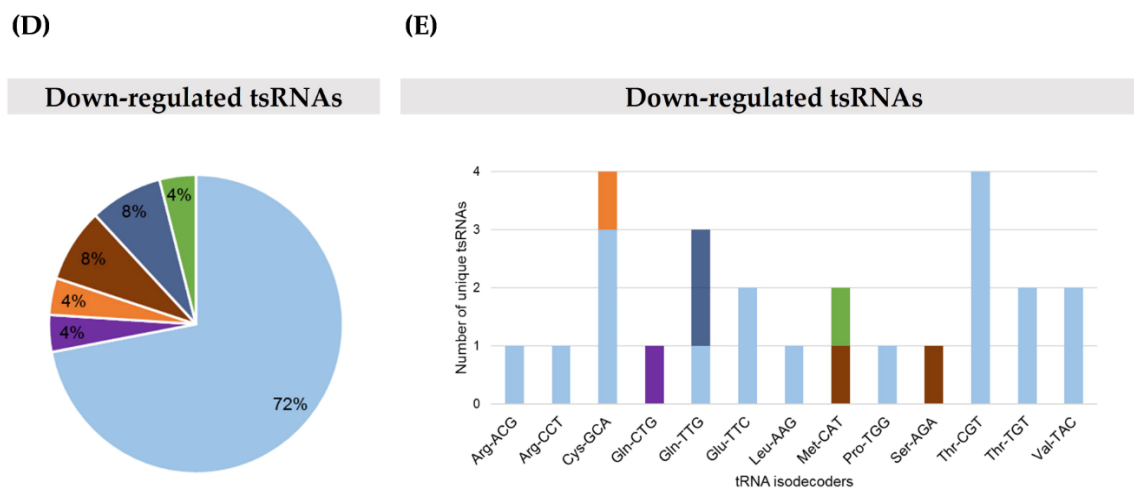 (D)
(E)
Down-regulated tsRNAs
Down-regulated tsRNAs
4%
8%
8%
4%
4%
72%
Number of unique tsRNAs
4
3
2
1
0
Arg-ACG
Arg-CCT
Cys-GCA
Gln-CTG
Gln-TTG
Glu-TTC
Leu-AAG
Met-CAT
Pro-TGG
Ser-AGA
Thr-CGT
Thr-TGT
Val-TAC
tRNA isodecoders